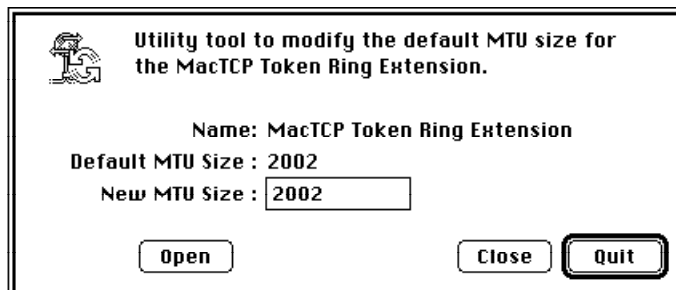 Utility tool to modify the default MTU size for
the MacTCP Token Ring Extension.
Name: MacTCP Token Ring Extension
Default MTU Size : 2002
New MTU Size : 2002
Open Close Quit